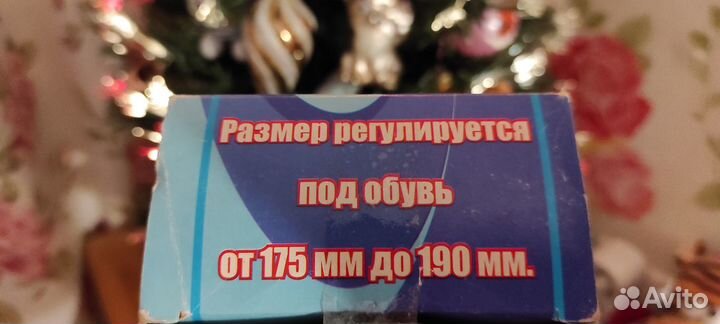 Размер регулируется
под обувь
от 175 мм до 190 мм.
Avito